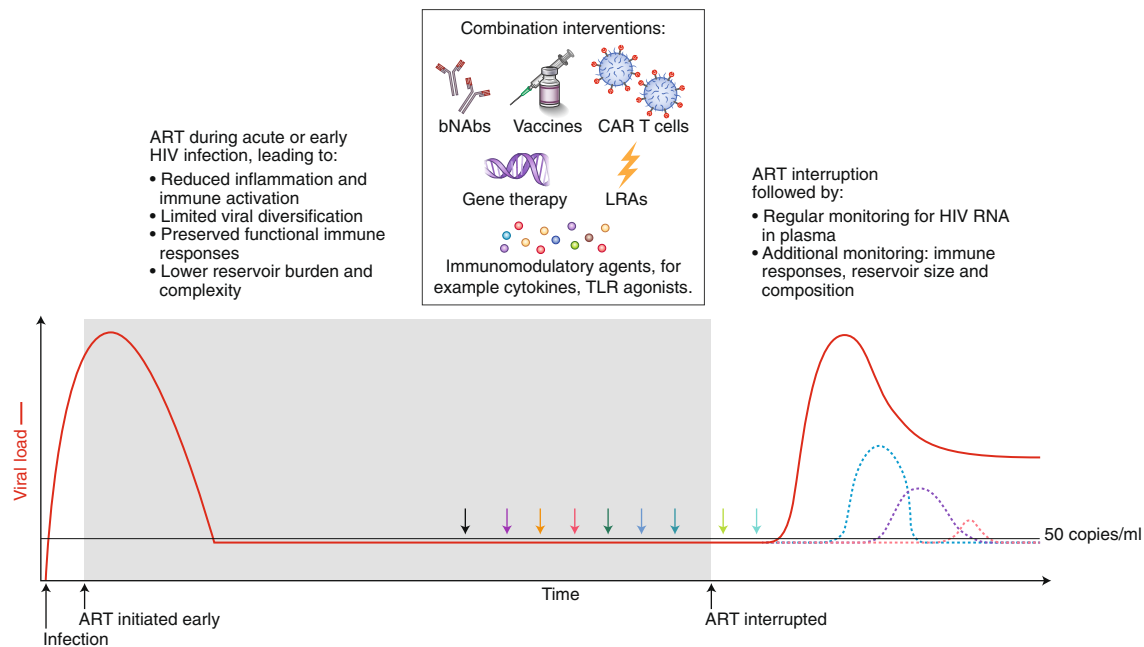 Combination interventions:
bNAbs
Vaccines
CAR T cells
Gene therapy
LRAs
Immunomodulatory agents, for
example cytokines, TLR agonists.
ART during acute or early
HIV infection, leading to:
• Reduced inflammation and
immune activation
• Limited viral diversification
• Preserved functional immune
responses
• Lower reservoir burden and
complexity
ART interruption
followed by:
• Regular monitoring for HIV RNA
in plasma
• Additional monitoring: immune
responses, reservoir size and
composition
Viral load
50 copies/ml
Time
ART initiated early
Infection
ART interrupted